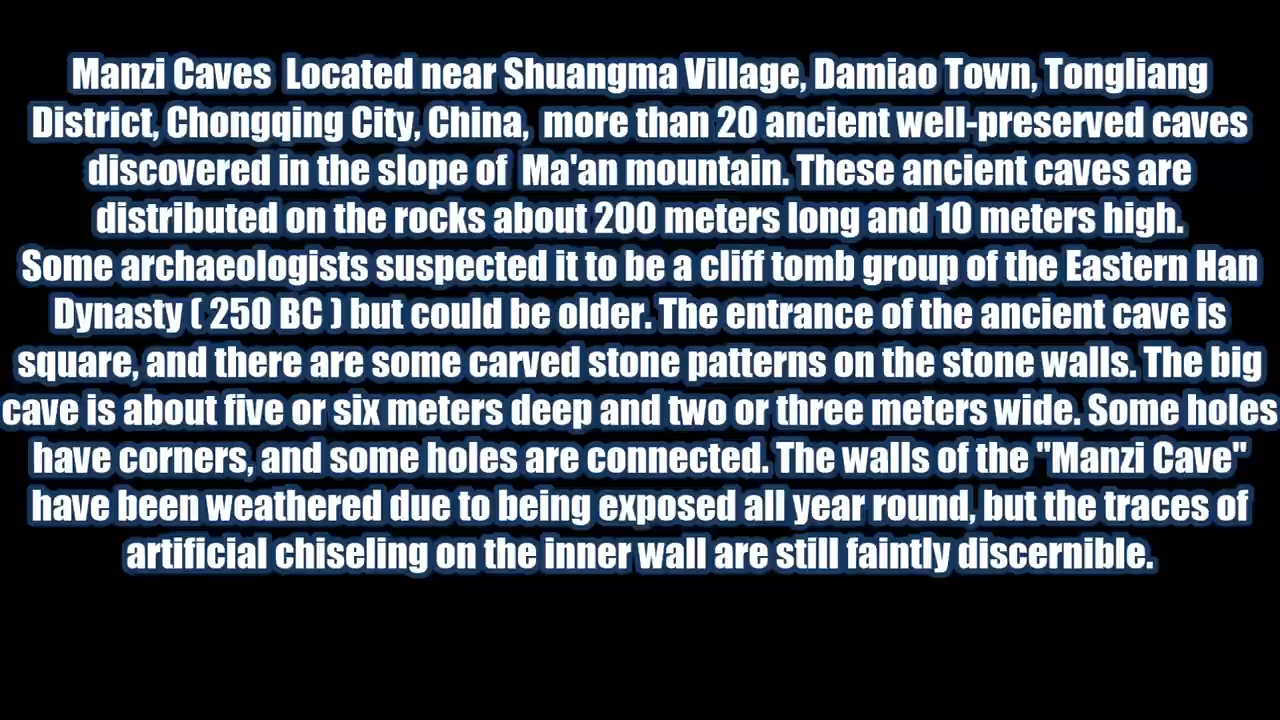 Manzi Caves  Located near Shuangma Village, Damiao Town, Tongliang
District, Chongqing City, China,  more than 20 ancient well-preserved caves
discovered in the slope of  Ma'an mountain. These ancient caves are
distributed on the rocks about 200 meters long and 10 meters high.
Some archaeologists suspected it to be a cliff tomb group of the Eastern Han
Dynasty ( 250 BC ) but could be older. The entrance of the ancient cave is
square, and there are some carved stone patterns on the stone walls. The big
cave is about five or six meters deep and two or three meters wide. Some holes
have corners, and some holes are connected. The walls of the "Manzi Cave"
have been weathered due to being exposed all year round, but the traces of
artificial chiseling on the inner wall are still faintly discernible.